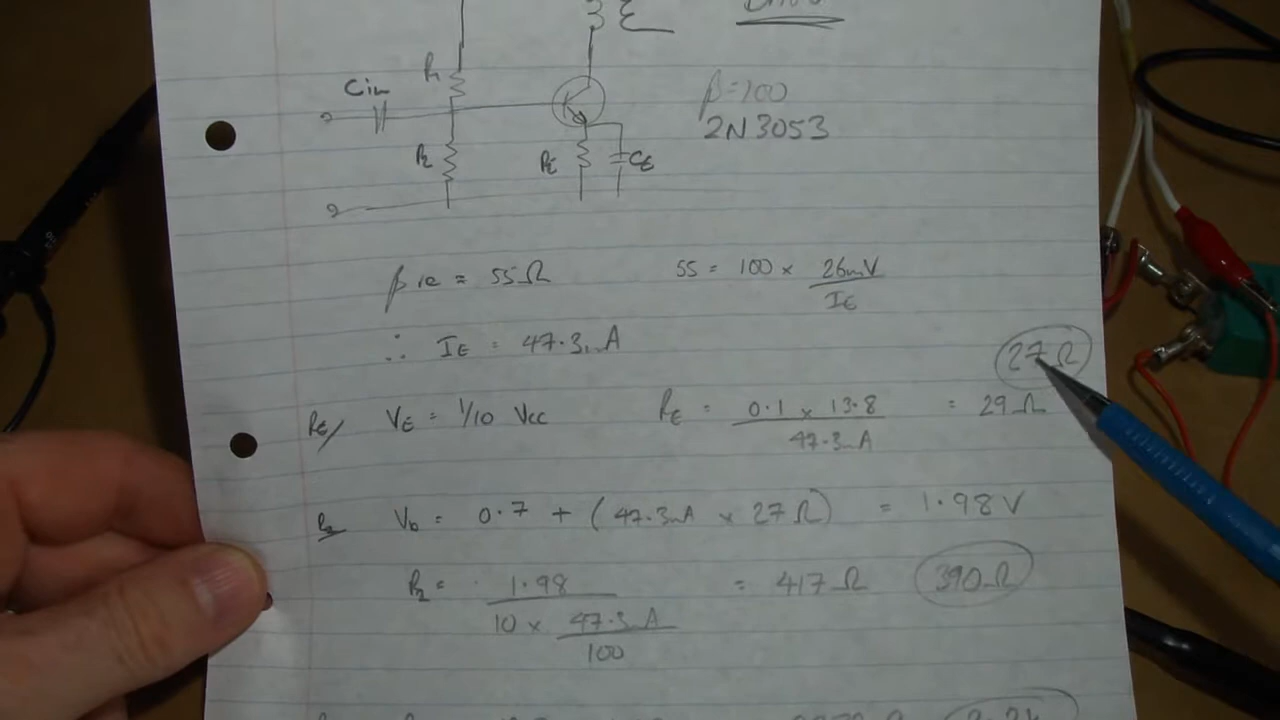 R1
Cin
β=100
2N3053
R2
RE
CE
β re = 55Ω
55 = 100 × 26mV / IE
∴ IE = 47.3mA
27Ω
RE/ VE = 1/10 Vcc
RE = 0.1 × 13.8 / 47.3mA = 29Ω
R2 Vb = 0.7 + (47.3mA × 27Ω) = 1.98V
R2 = 1.98 / 10 × 47.3mA / 100 = 417Ω
390Ω